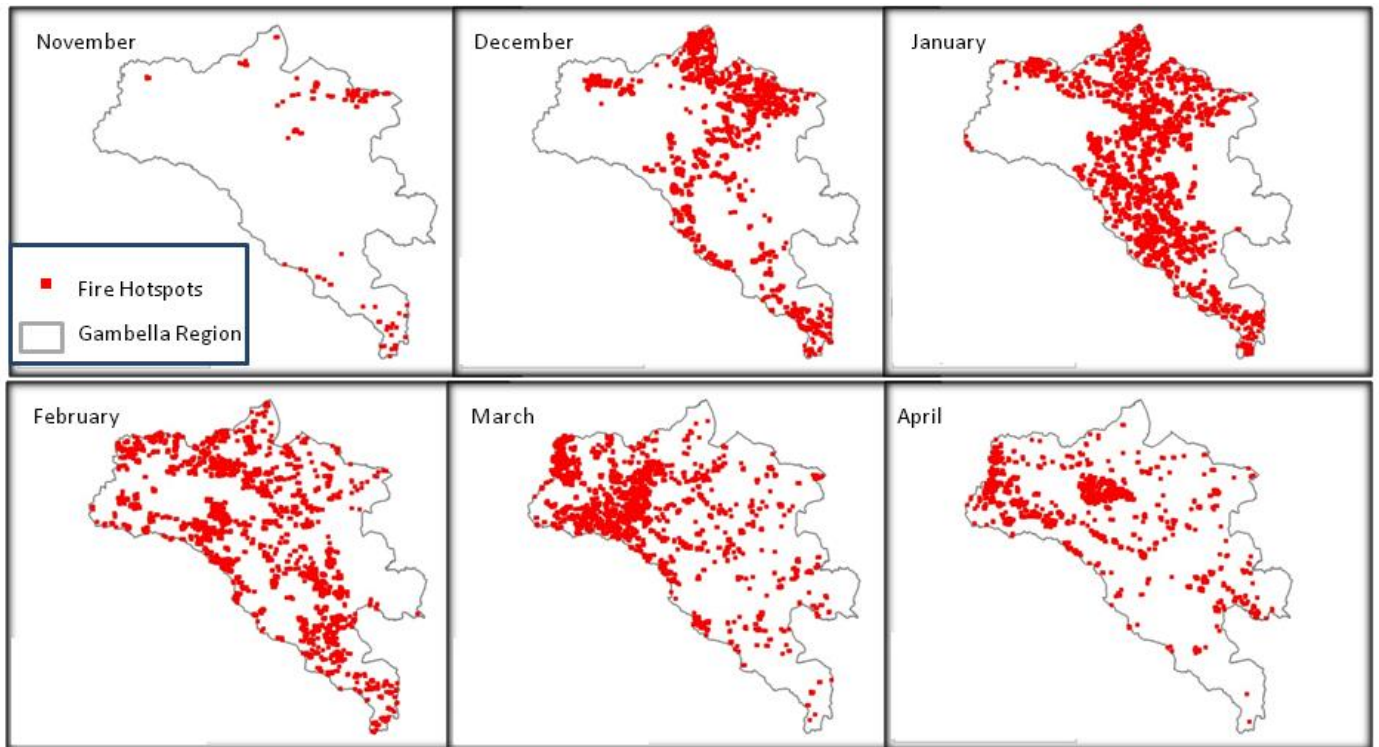 November
December
January
Fire Hotspots
Gambella Region
February
March
April